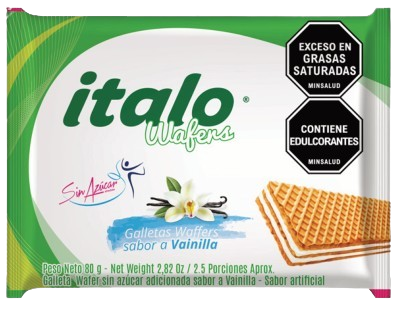 italo ®
Wafers
EXCESO EN
GRASAS
SATURADAS
MINSALUD
CONTIENE
EDULCORANTES
MINSALUD
Sin Azúcar
Galletas Waffers
sabor a Vainilla
Peso Neto 80 g - Net Weight 2,82 Oz / 2.5 Porciones Aprox.
Galleta Wafer sin azúcar adicionada sabor a Vainilla - Sabor artificial